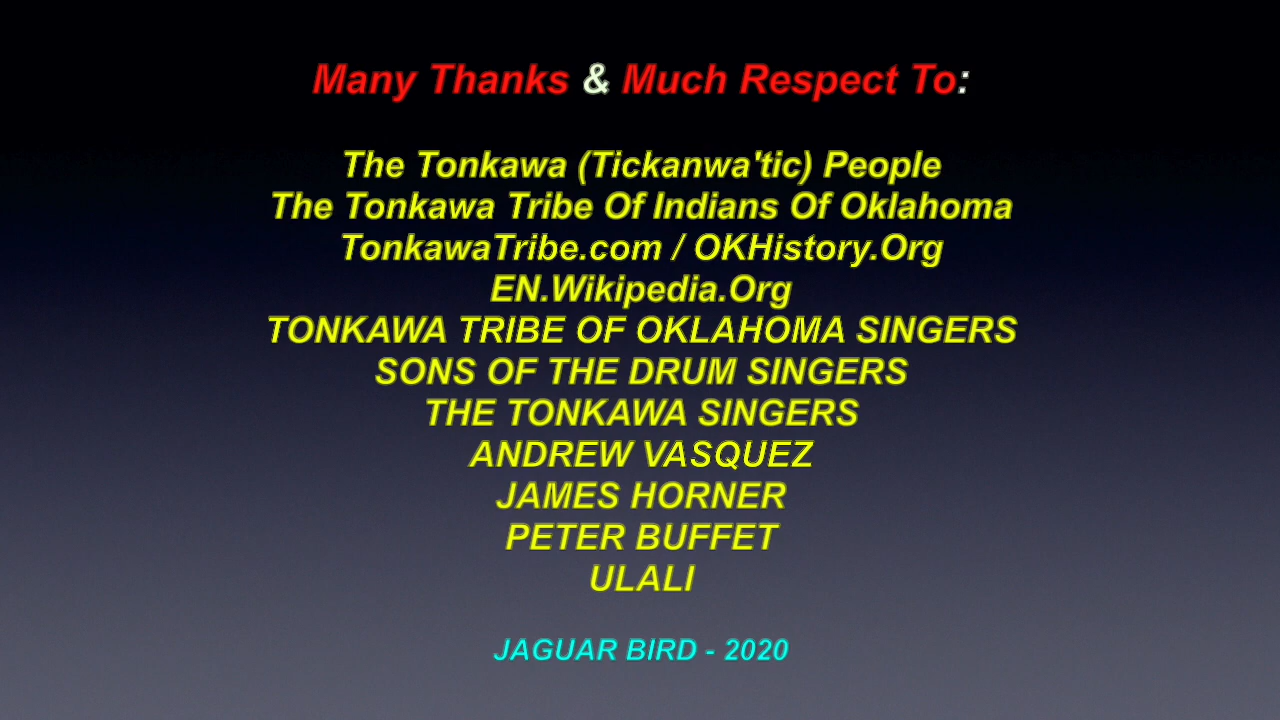 Many Thanks & Much Respect To:
The Tonkawa (Tickanwa'tic) People
The Tonkawa Tribe Of Indians Of Oklahoma
TonkawaTribe.com / OKHistory.Org
EN.Wikipedia.Org
TONKAWA TRIBE OF OKLAHOMA SINGERS
SONS OF THE DRUM SINGERS
THE TONKAWA SINGERS
ANDREW VASQUEZ
JAMES HORNER
PETER BUFFET
ULALI
JAGUAR BIRD - 2020